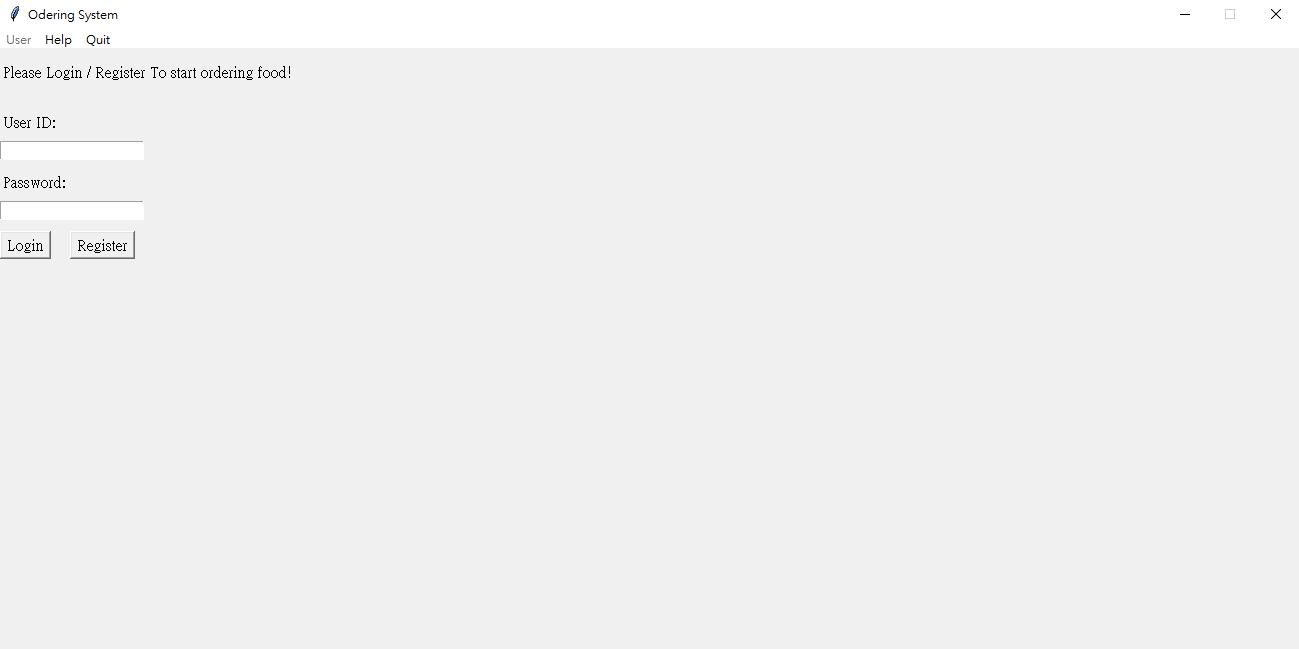 Odering System
User Help Quit
Please Login / Register To start ordering food!
User ID:
Password:
Login Register